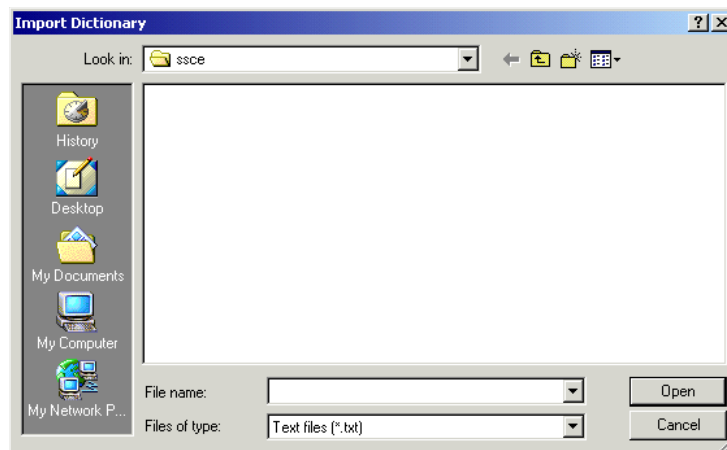 Import Dictionary
Look in: ssce
History
Desktop
My Documents
My Computer
My Network P...
File name:
Open
Files of type: Text files (*.txt)
Cancel